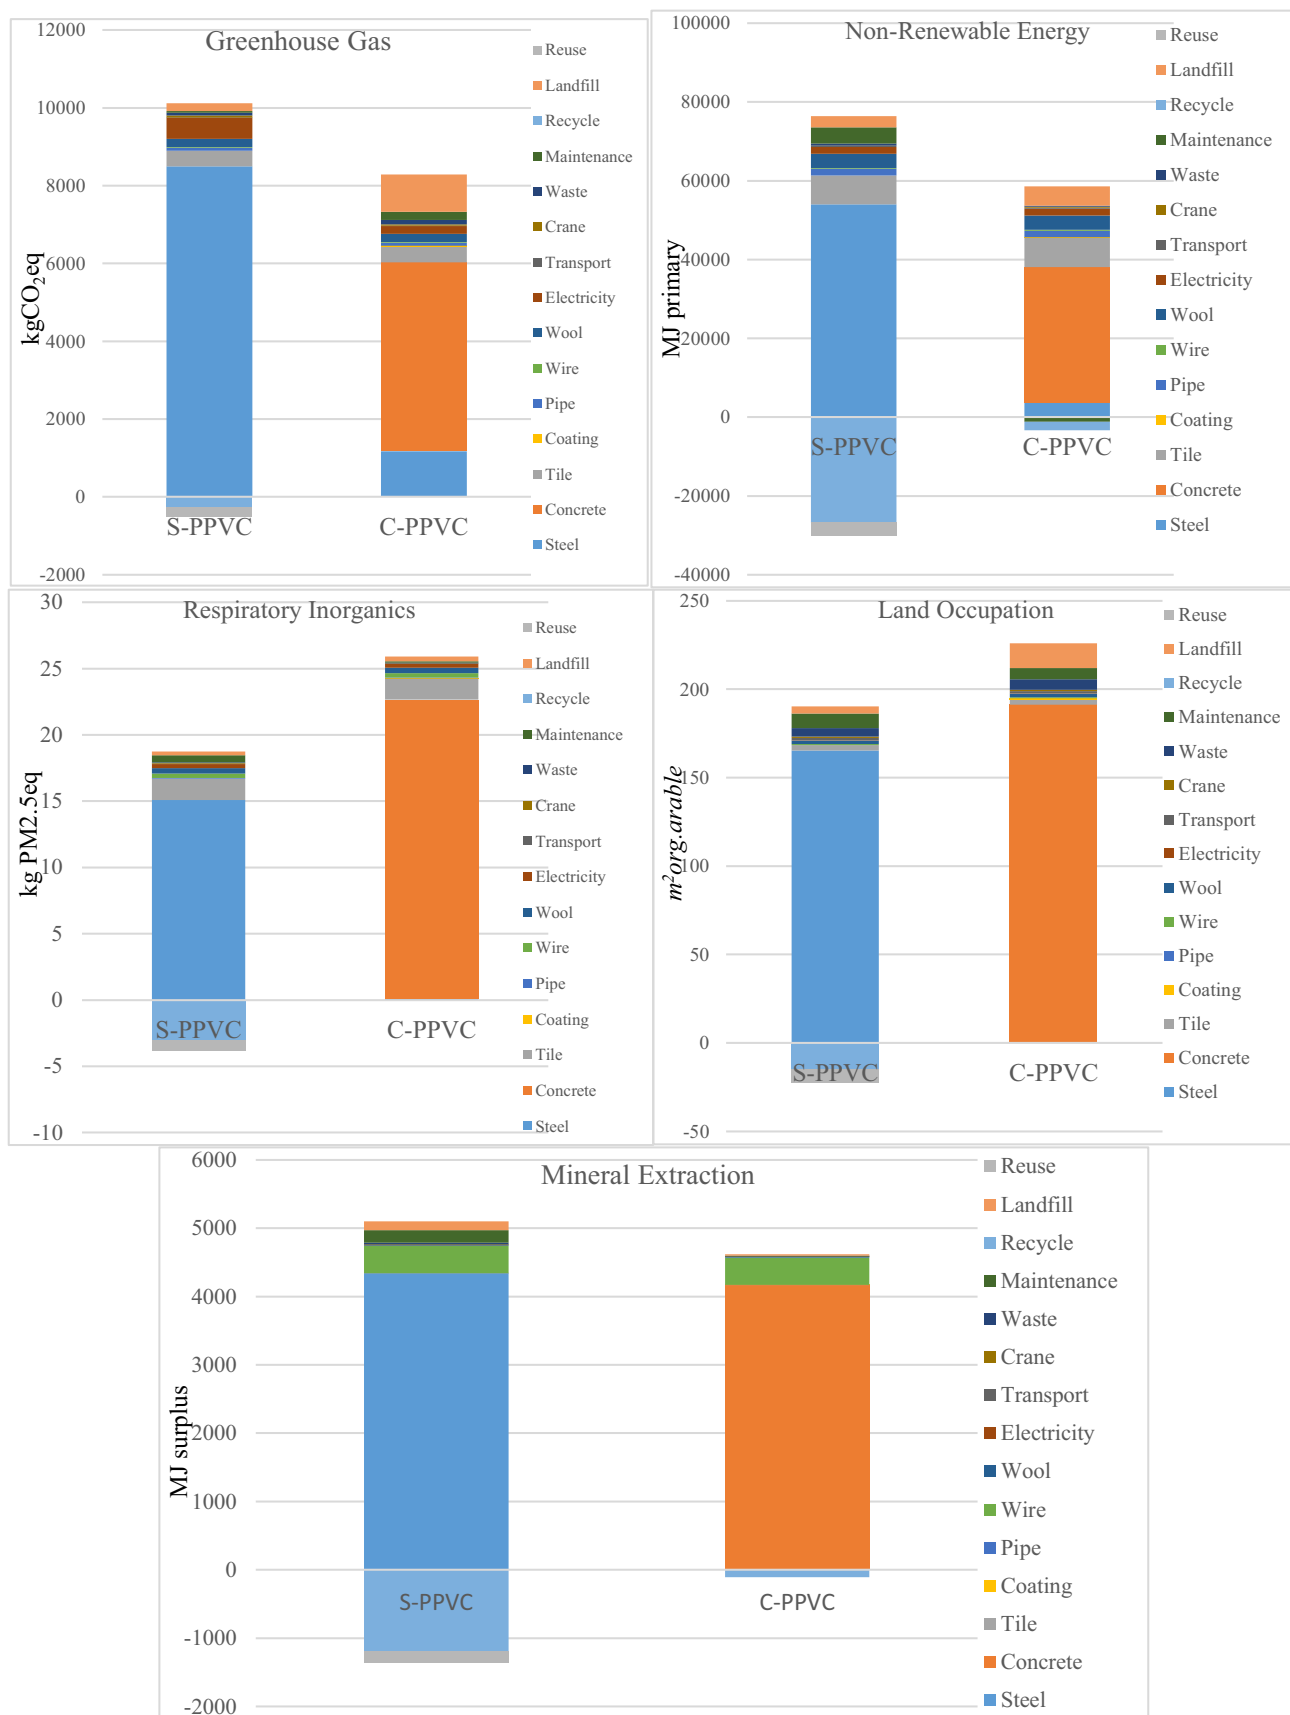 Greenhouse Gas
12000
10000
8000
6000
4000
2000
0
-2000
kgCO₂eq
S-PPVC
C-PPVC
Reuse
Landfill
Recycle
Maintenance
Waste
Crane
Transport
Electricity
Wool
Wire
Pipe
Coating
Tile
Concrete
Steel
Non-Renewable Energy
100000
80000
60000
40000
20000
0
-20000
-40000
MJ primary
S-PPVC
C-PPVC
Reuse
Landfill
Recycle
Maintenance
Waste
Crane
Transport
Electricity
Wool
Wire
Pipe
Coating
Tile
Concrete
Steel
Respiratory Inorganics
30
25
20
15
10
5
0
-5
-10
kg PM2.5eq
S-PPVC
C-PPVC
Reuse
Landfill
Recycle
Maintenance
Waste
Crane
Transport
Electricity
Wool
Wire
Pipe
Coating
Tile
Concrete
Steel
Land Occupation
250
200
150
100
50
0
-50
m²org.arable
S-PPVC
C-PPVC
Reuse
Landfill
Recycle
Maintenance
Waste
Crane
Transport
Electricity
Wool
Wire
Pipe
Coating
Tile
Concrete
Steel
Mineral Extraction
6000
5000
4000
3000
2000
1000
0
-1000
-2000
MJ surplus
S-PPVC
C-PPVC
Reuse
Landfill
Recycle
Maintenance
Waste
Crane
Transport
Electricity
Wool
Wire
Pipe
Coating
Tile
Concrete
Steel